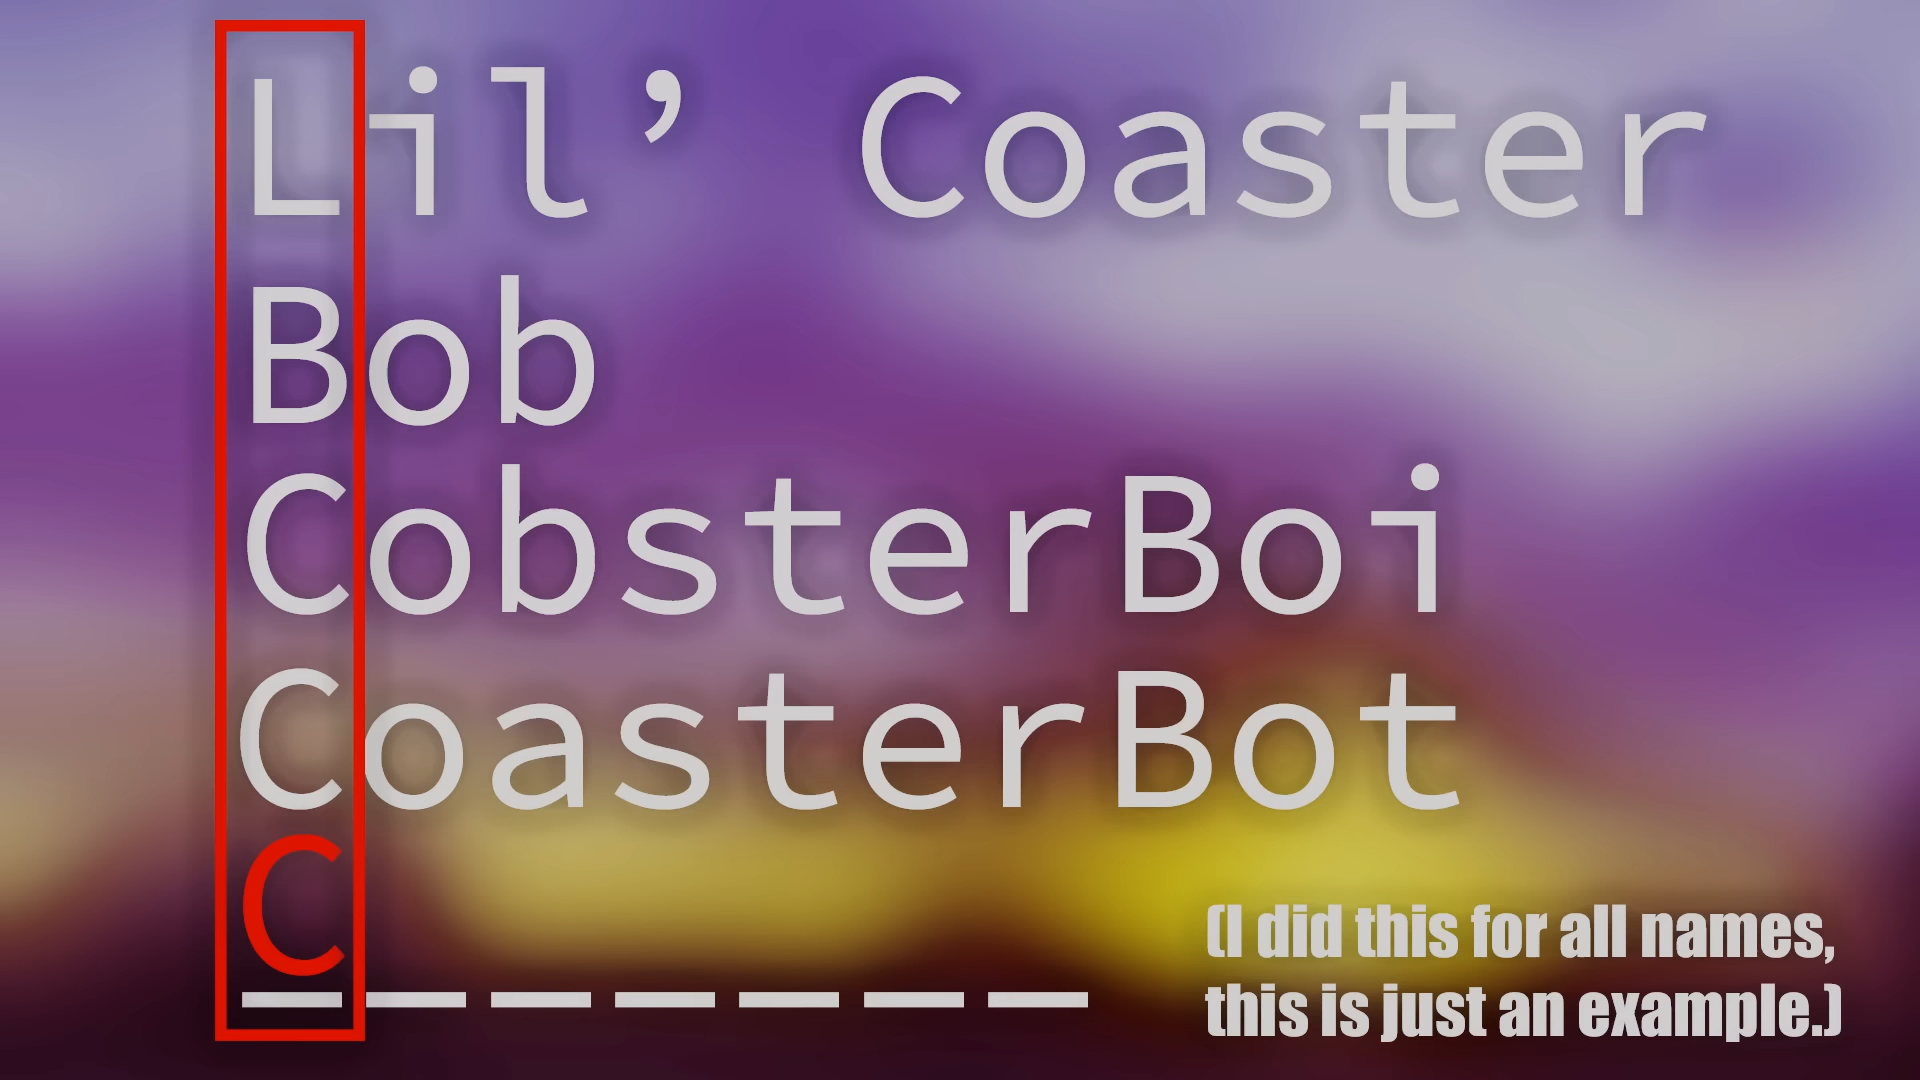 Lil’ Coaster
Bob
CobsterBoi
CoasterBot
C
_ _ _ _ _ _ _
(I did this for all names,
this is just an example.)